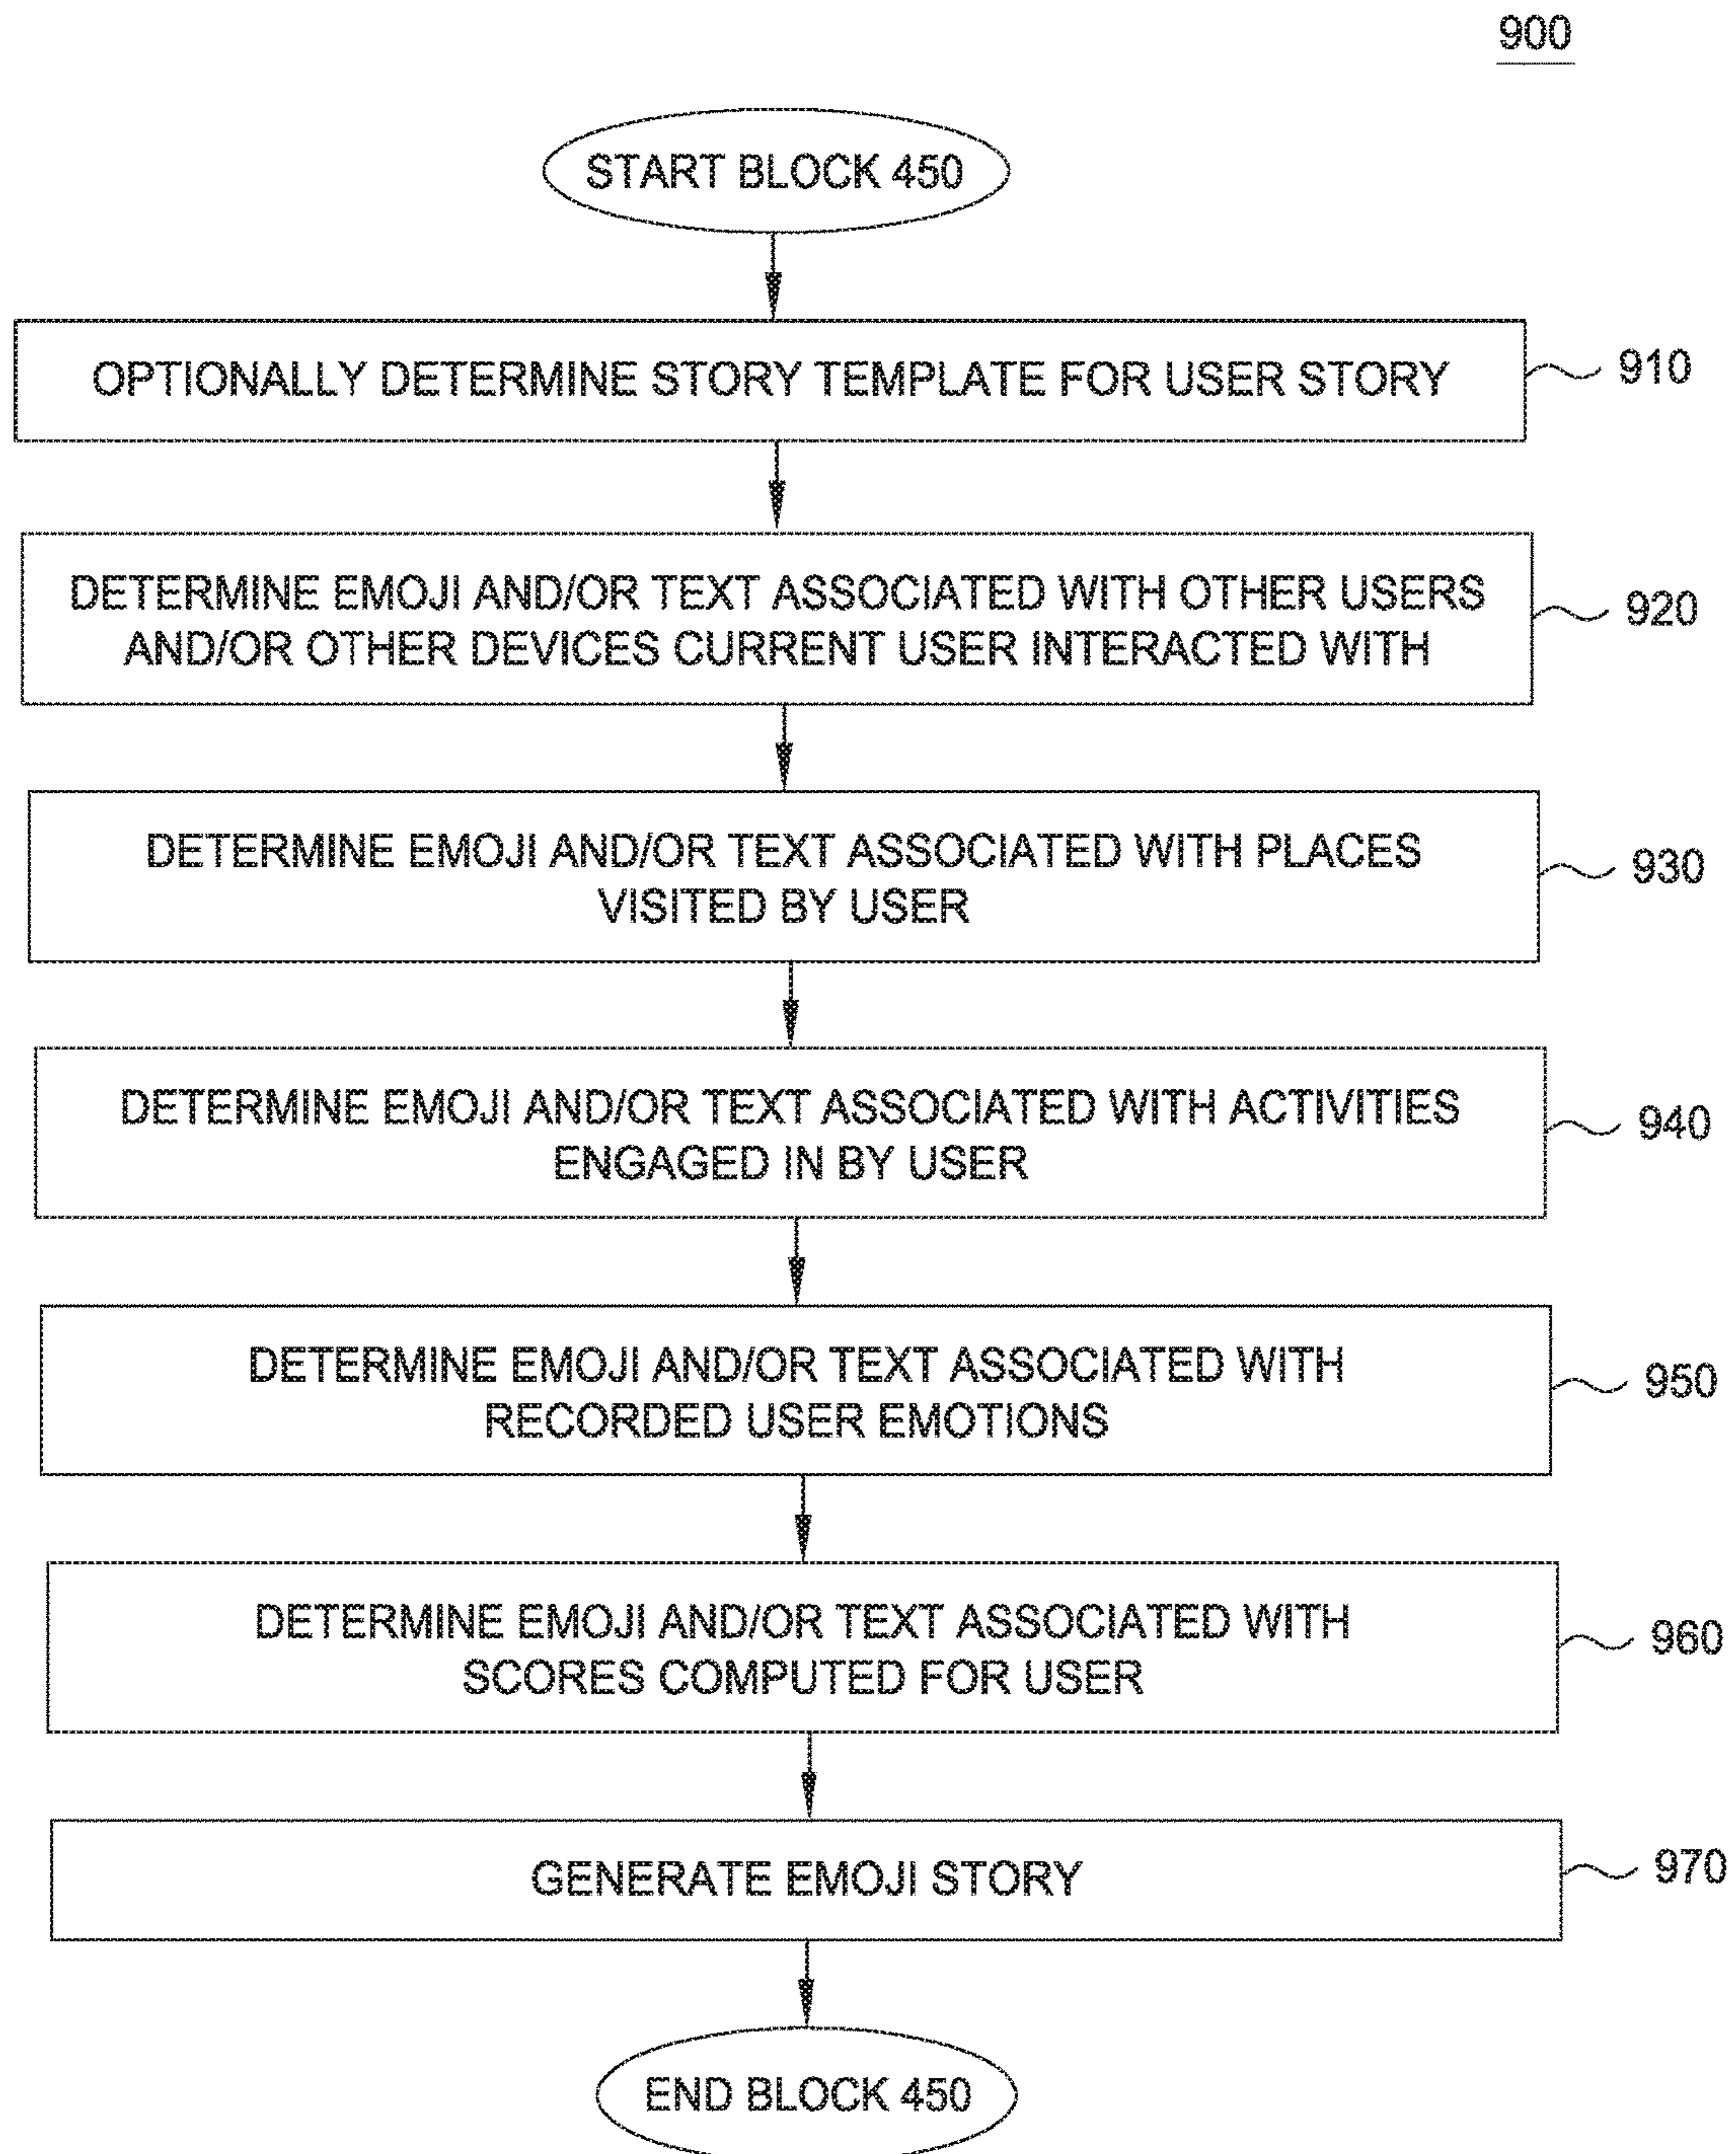 900
START BLOCK 450
OPTIONALLY DETERMINE STORY TEMPLATE FOR USER STORY
910
DETERMINE EMOJI AND/OR TEXT ASSOCIATED WITH OTHER USERS
AND/OR OTHER DEVICES CURRENT USER INTERACTED WITH
920
DETERMINE EMOJI AND/OR TEXT ASSOCIATED WITH PLACES
VISITED BY USER
930
DETERMINE EMOJI AND/OR TEXT ASSOCIATED WITH ACTIVITIES
ENGAGED IN BY USER
940
DETERMINE EMOJI AND/OR TEXT ASSOCIATED WITH
RECORDED USER EMOTIONS
950
DETERMINE EMOJI AND/OR TEXT ASSOCIATED WITH
SCORES COMPUTED FOR USER
960
GENERATE EMOJI STORY
970
END BLOCK 450